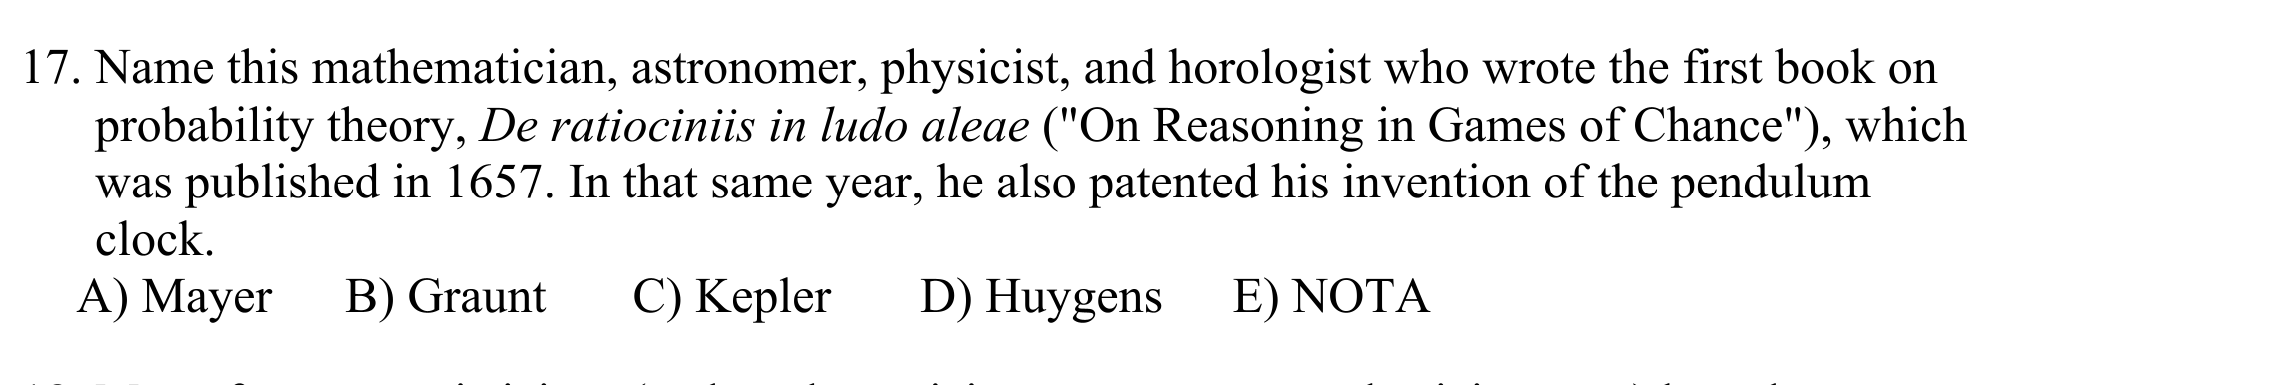 17. Name this mathematician, astronomer, physicist, and horologist who wrote the first book on
probability theory, De ratiociniis in ludo aleae ("On Reasoning in Games of Chance"), which
was published in 1657. In that same year, he also patented his invention of the pendulum
clock.
A) Mayer B) Graunt C) Kepler D) Huygens E) NOTA